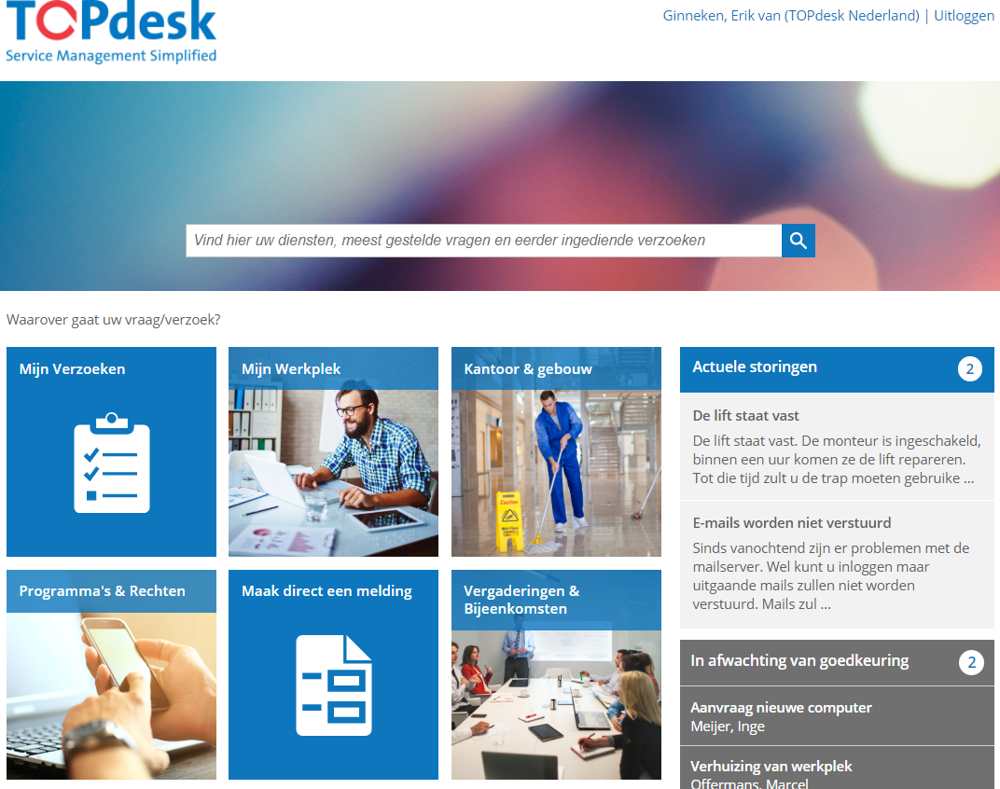 TOPdesk
Service Management Simplified
Ginneken, Erik van (TOPdesk Nederland) | Uitloggen
Vind hier uw diensten, meest gestelde vragen en eerder ingediende verzoeken
Waarover gaat uw vraag/verzoek?
Mijn Verzoeken
Mijn Werkplek
Kantoor & gebouw
Programma's & Rechten
Maak direct een melding
Vergaderingen &
Bijeenkomsten
Actuele storingen 2
De lift staat vast
De lift staat vast. De monteur is ingeschakeld,
binnen een uur komen ze de lift repareren.
Tot die tijd zult u de trap moeten gebruike ...
E-mails worden niet verstuurd
Sinds vanochtend zijn er problemen met de
mailserver. Wel kunt u inloggen maar
uitgaande mails zullen niet worden
verstuurd. Mails zul ...
In afwachting van goedkeuring 2
Aanvraag nieuwe computer
Meijer, Inge
Verhuizing van werkplek
Offermans, Marcel